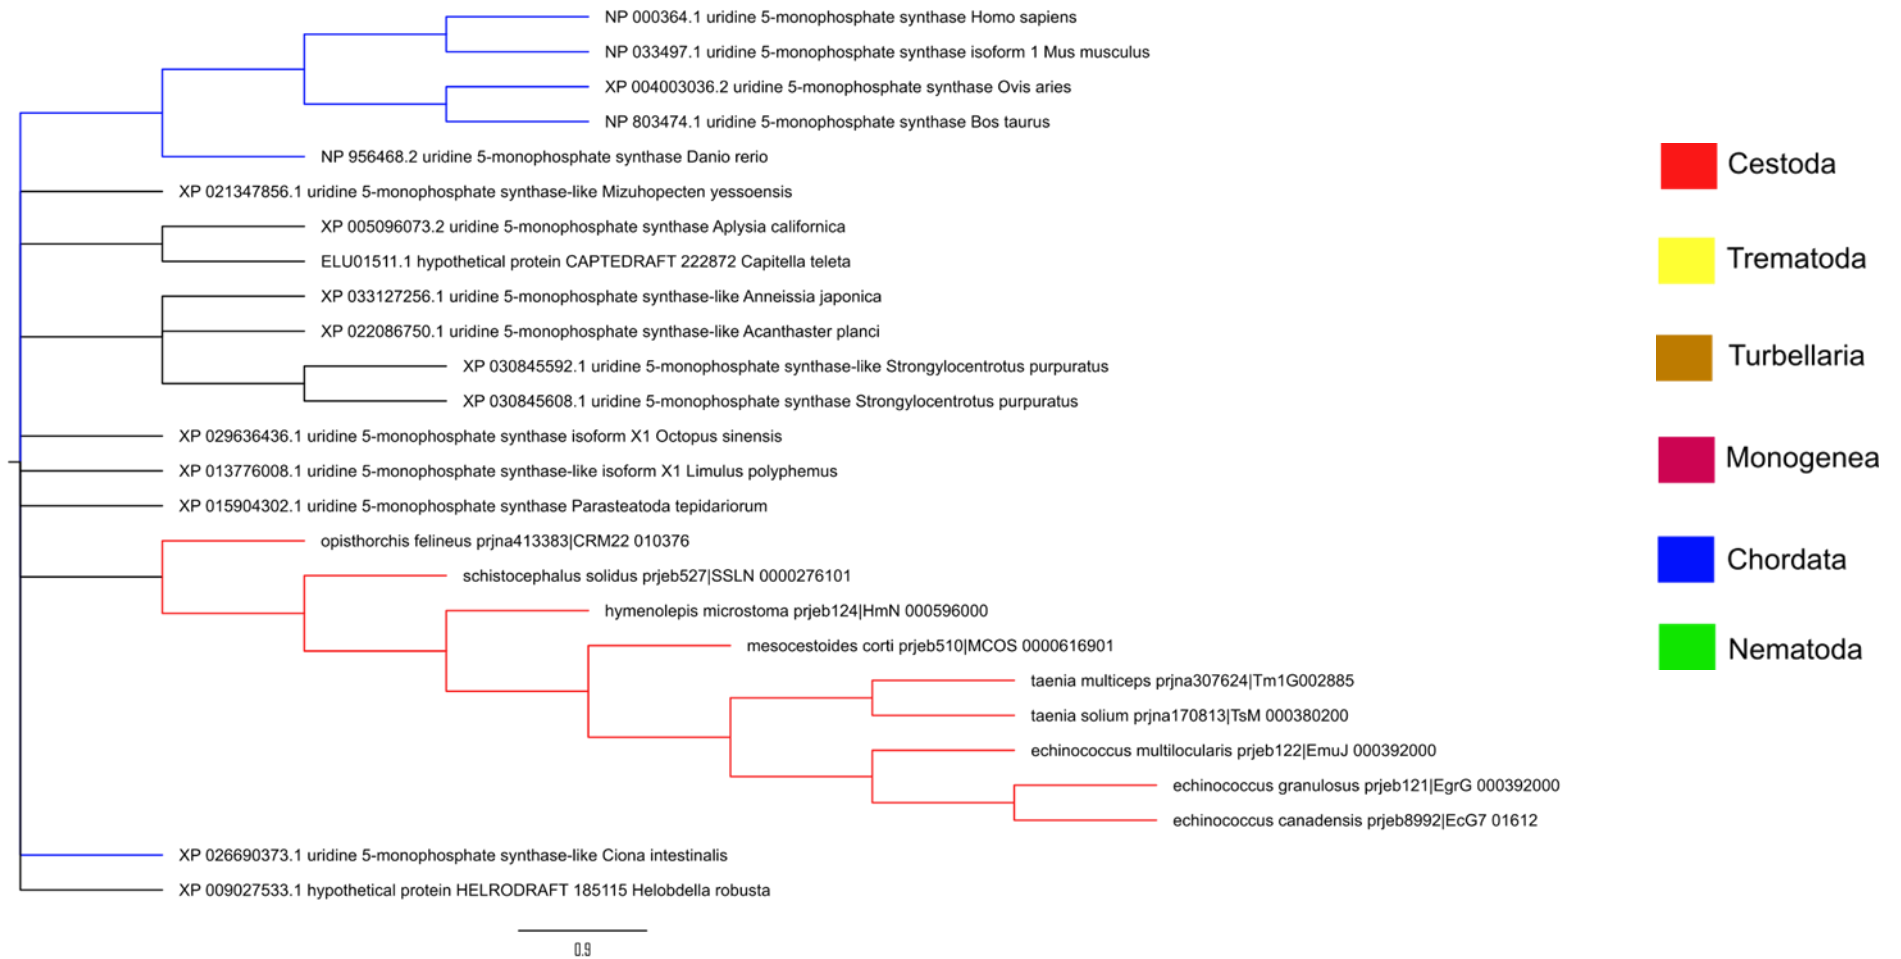 NP 000364.1 uridine 5-monophosphate synthase Homo sapiens
NP 033497.1 uridine 5-monophosphate synthase isoform 1 Mus musculus
XP 004003036.2 uridine 5-monophosphate synthase Ovis aries
NP 803474.1 uridine 5-monophosphate synthase Bos taurus
NP 956468.2 uridine 5-monophosphate synthase Danio rerio
XP 021347856.1 uridine 5-monophosphate synthase-like Mizuhopecten yessoensis
XP 005096073.2 uridine 5-monophosphate synthase Aplysia californica
ELU01511.1 hypothetical protein CAPTEDRAFT 222872 Capitella teleta
XP 033127256.1 uridine 5-monophosphate synthase-like Anneissia japonica
XP 022086750.1 uridine 5-monophosphate synthase-like Acanthaster planci
XP 030845592.1 uridine 5-monophosphate synthase-like Strongylocentrotus purpuratus
XP 030845608.1 uridine 5-monophosphate synthase Strongylocentrotus purpuratus
XP 029636436.1 uridine 5-monophosphate synthase isoform X1 Octopus sinensis
XP 013776008.1 uridine 5-monophosphate synthase-like isoform X1 Limulus polyphemus
XP 015904302.1 uridine 5-monophosphate synthase Parasteatoda tepidariorum
opisthorchis felineus prjna413383|CRM22 010376
schistocephalus solidus prjeb527|SSLN 0000276101
hymenolepis microstoma prjeb124|HmN 000596000
mesocestoides corti prjeb510|MCOS 0000616901
taenia multiceps prjna307624|Tm1G002885
taenia solium prjna170813|TsM 000380200
echinococcus multilocularis prjeb122|EmuJ 000392000
echinococcus granulosus prjeb121|EgrG 000392000
echinococcus canadensis prjeb8992|EcG7 01612
XP 026690373.1 uridine 5-monophosphate synthase-like Ciona intestinalis
XP 009027533.1 hypothetical protein HELRODRAFT 185115 Helobdella robusta
0.9
Cestoda
Trematoda
Turbellaria
Monogenea
Chordata
Nematoda